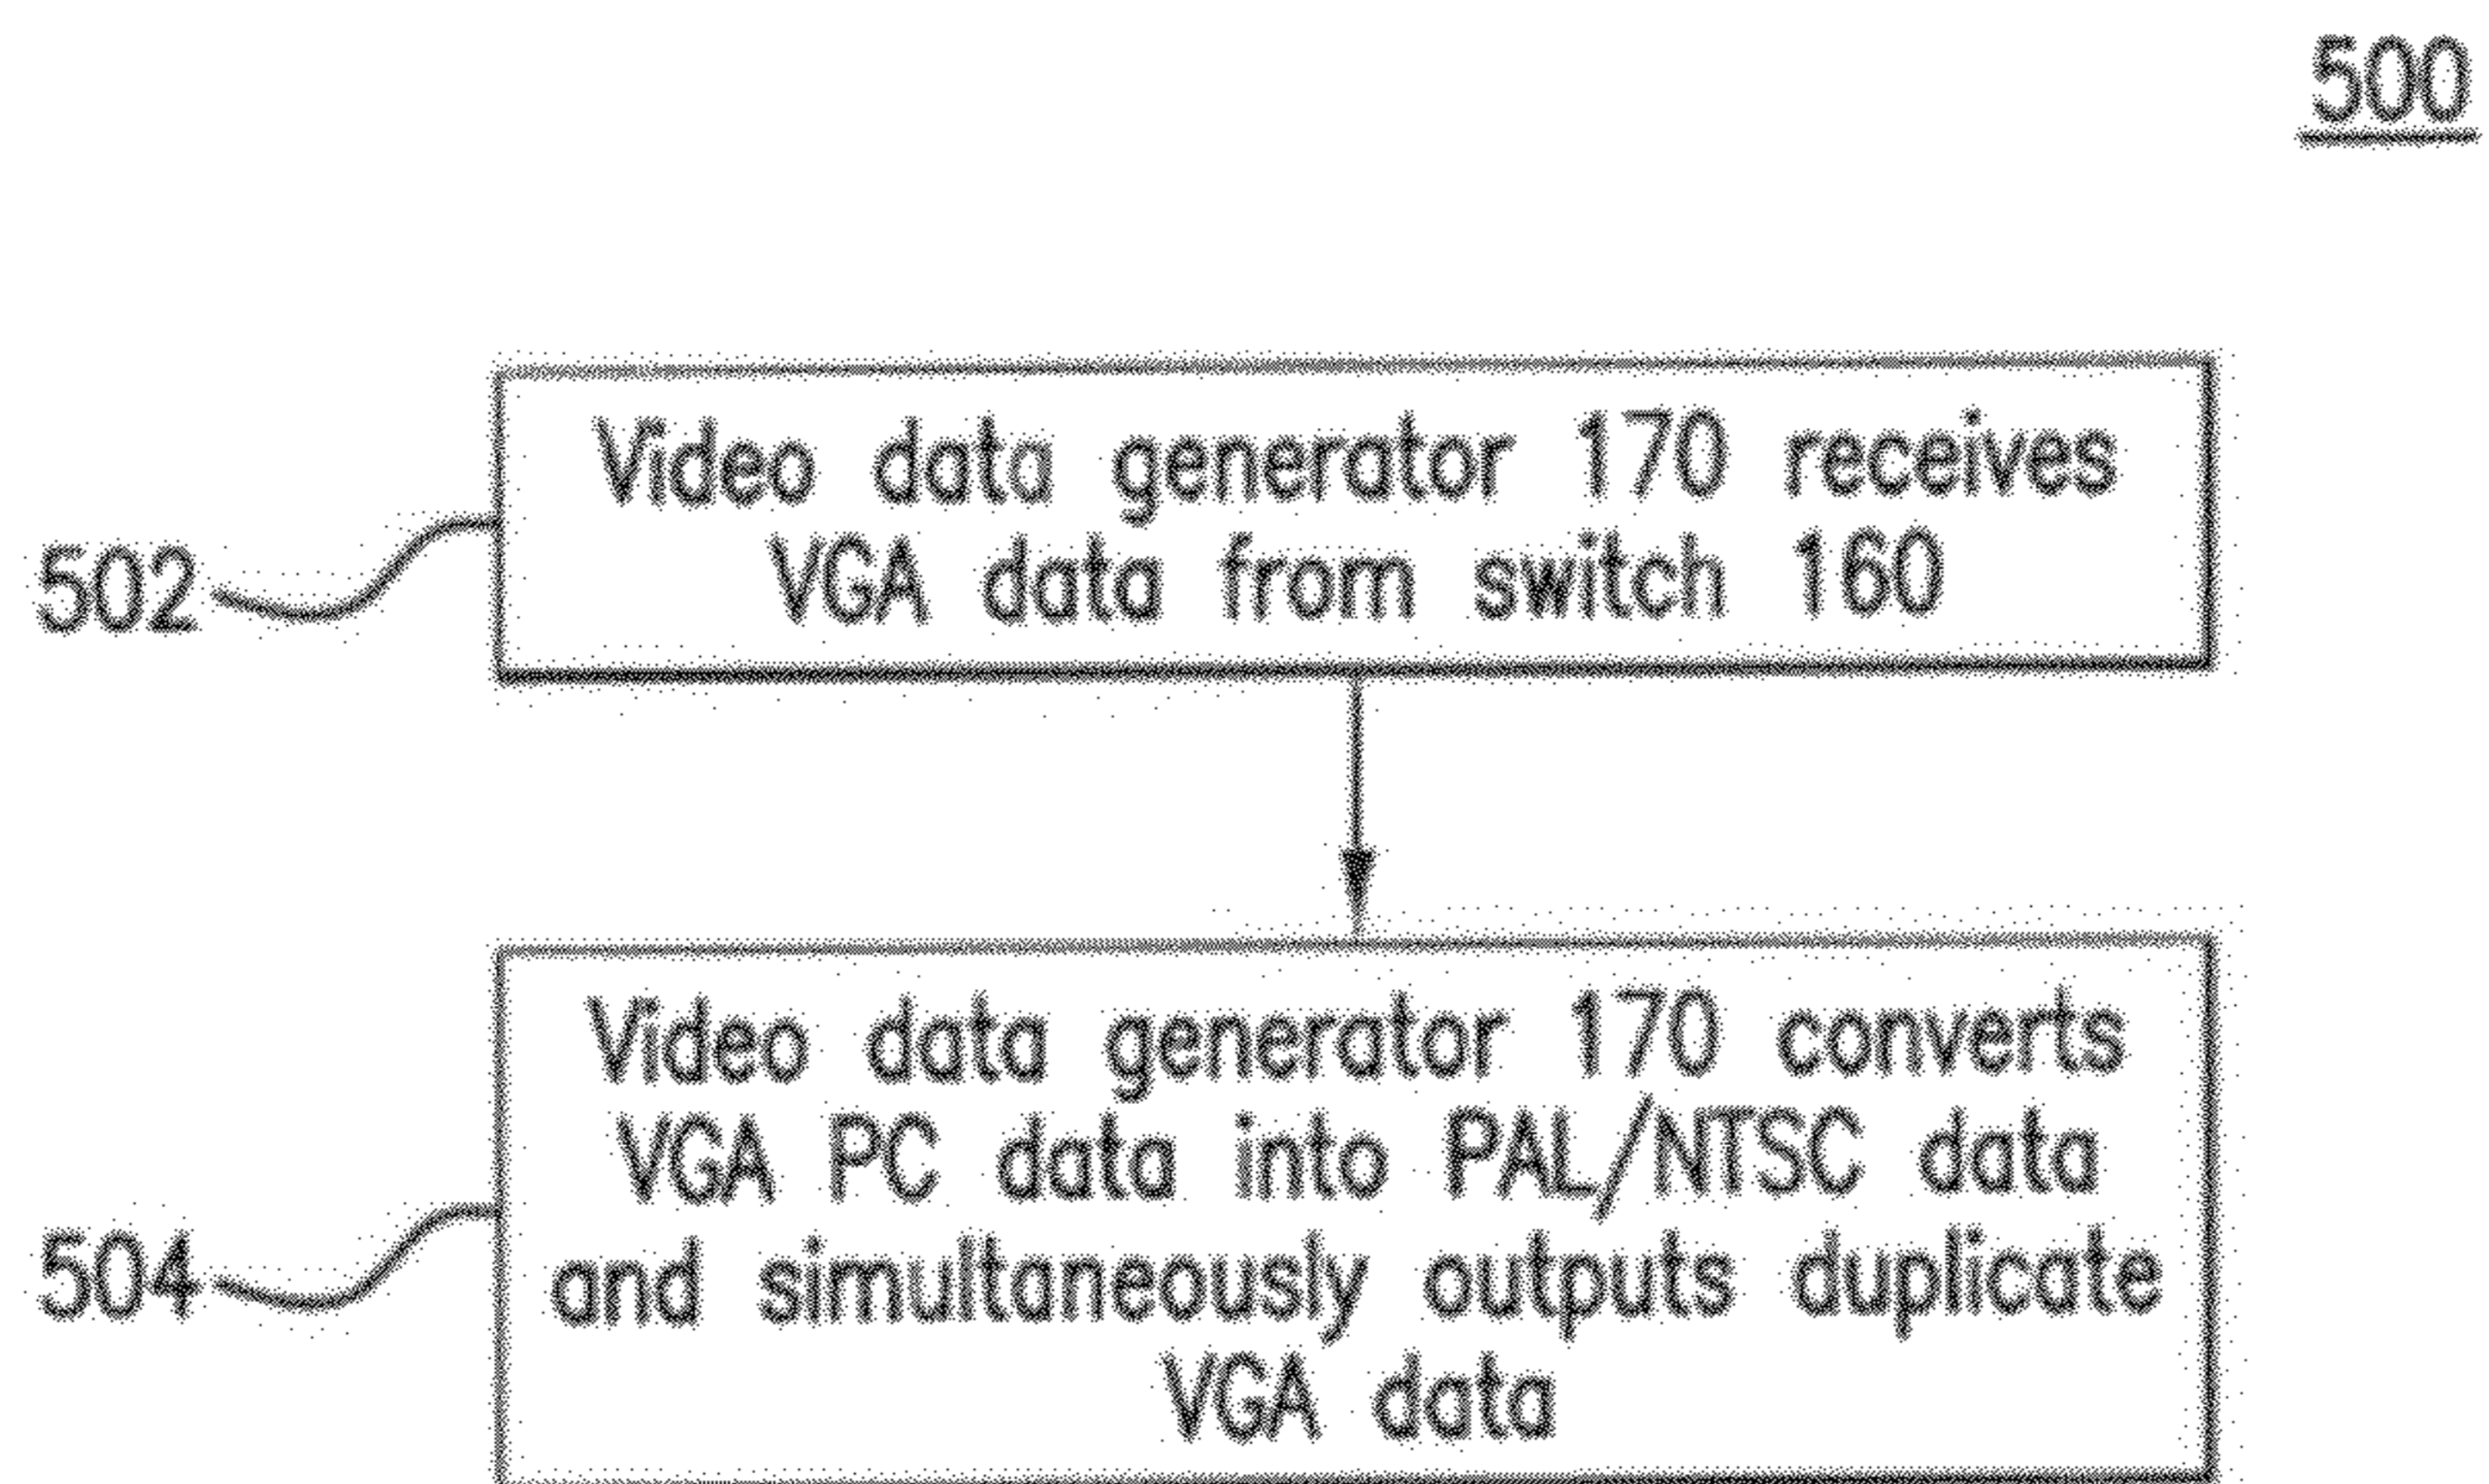 500
Video data generator 170 receives
VGA data from switch 160
502
Video data generator 170 converts
VGA PC data into PAL/NTSC data
and simultaneously outputs duplicate
VGA data
504